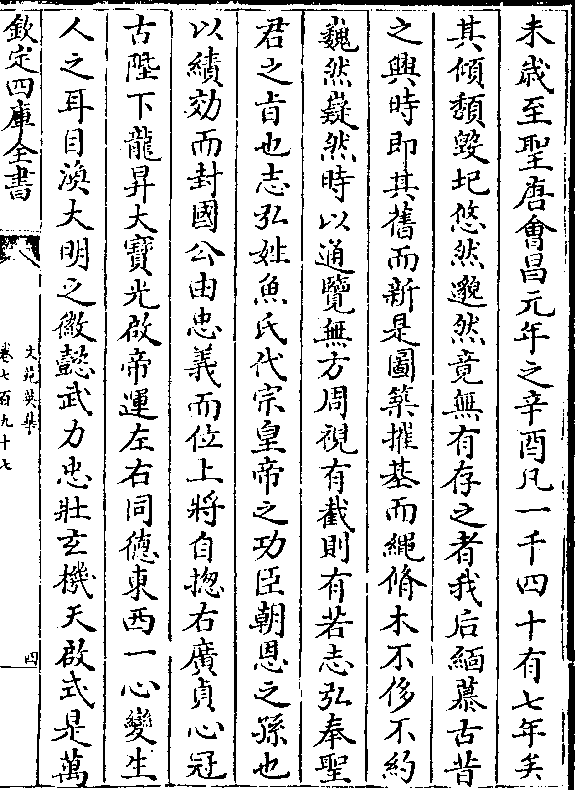 未歳至聖唐會昌元年之辛酉凡一千四十有七年矣
其傾頽毁圯悠然邈然竟無有存之者我后緬慕古昔
之興時即其舊而新是圖築摧基而繩脩木不侈不約
巍然嶷然時以通覽無方周視有截則有若志弘奉聖
君之㫖也志弘姓魚氏代宗皇帝之功臣朝恩之孫也
以績効而封國公由忠義而位上將自揔右廣貞心冠
古陛下龍昇大寶光啟帝運左右同德東西一心變生
人之耳目渙大明之徽懿武力忠壯玄機天啟式是萬
欽定四庫全書
文苑英華
卷七百九十七
四